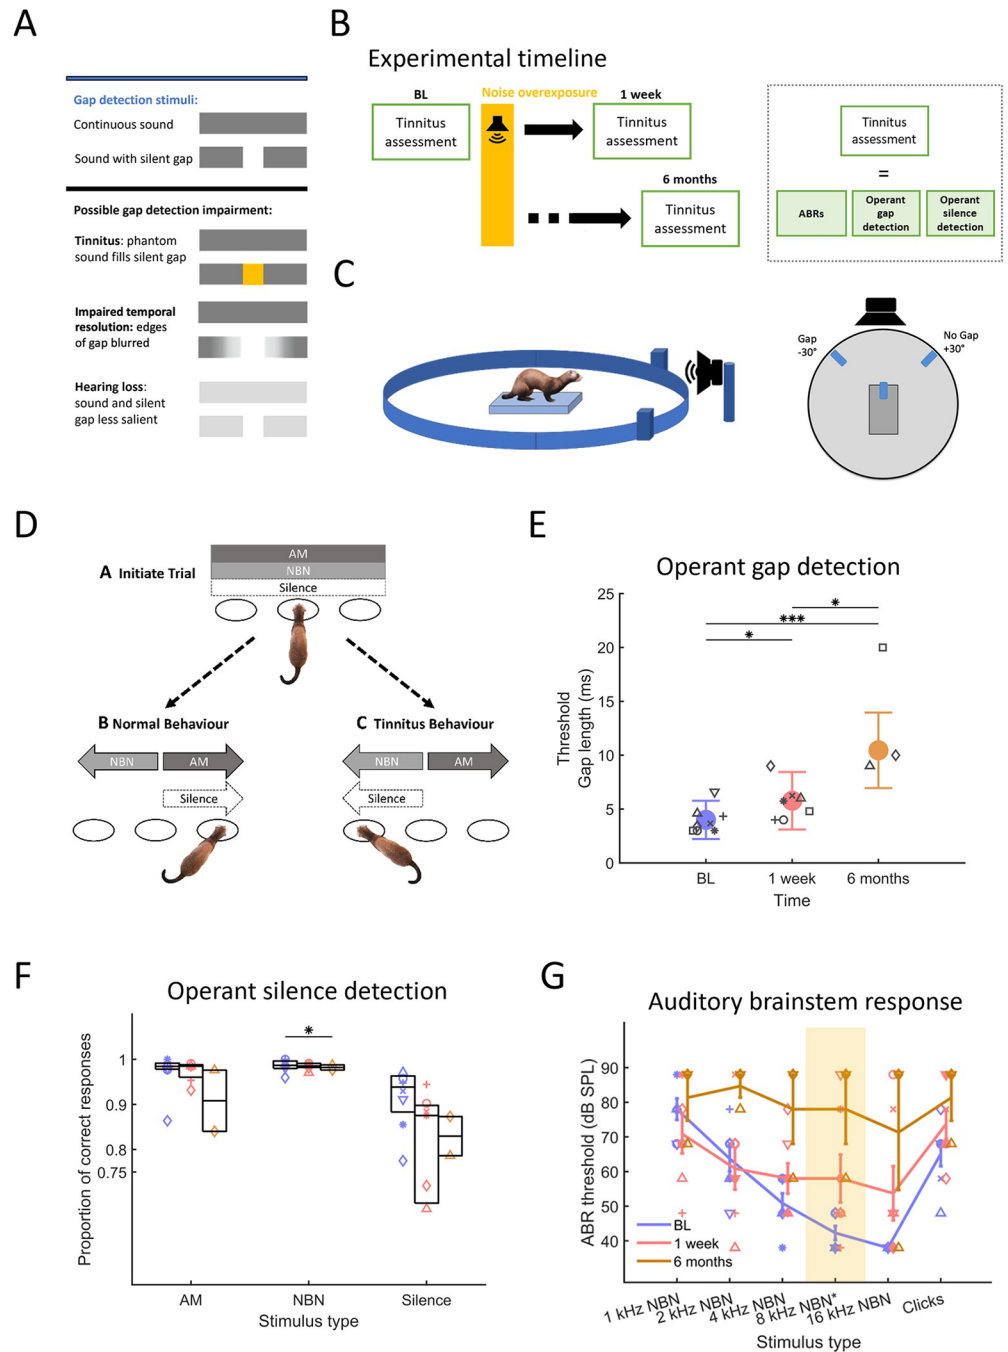 A
Gap detection stimuli:
Continuous sound
Sound with silent gap
Possible gap detection impairment:
Tinnitus: phantom
sound fills silent gap
Impaired temporal
resolution: edges
of gap blurred
Hearing loss:
sound and silent
gap less salient
B
Experimental timeline
BL
Noise overexposure
1 week
Tinnitus
assessment
Tinnitus
assessment
6 months
Tinnitus
assessment
Tinnitus
assessment
=
ABRs
Operant
gap
detection
Operant
silence
detection
C
Gap
-30°
No Gap
+30°
D
A Initiate Trial
AM
NBN
Silence
B Normal Behaviour
NBN
AM
Silence
C Tinnitus Behaviour
NBN
AM
Silence
E
Operant gap detection
Threshold
Gap length (ms)
25
20
15
10
5
0
*
***
*
BL
1 week
6 months
Time
F
Operant silence detection
Proportion of correct responses
1
0.9
0.8
0.75
*
AM
NBN
Silence
Stimulus type
G
Auditory brainstem response
ABR threshold (dB SPL)
90
80
70
60
50
40
BL
1 week
6 months
1 kHz NBN
2 kHz NBN
4 kHz NBN
8 kHz NBN*
16 kHz NBN
Clicks
Stimulus type